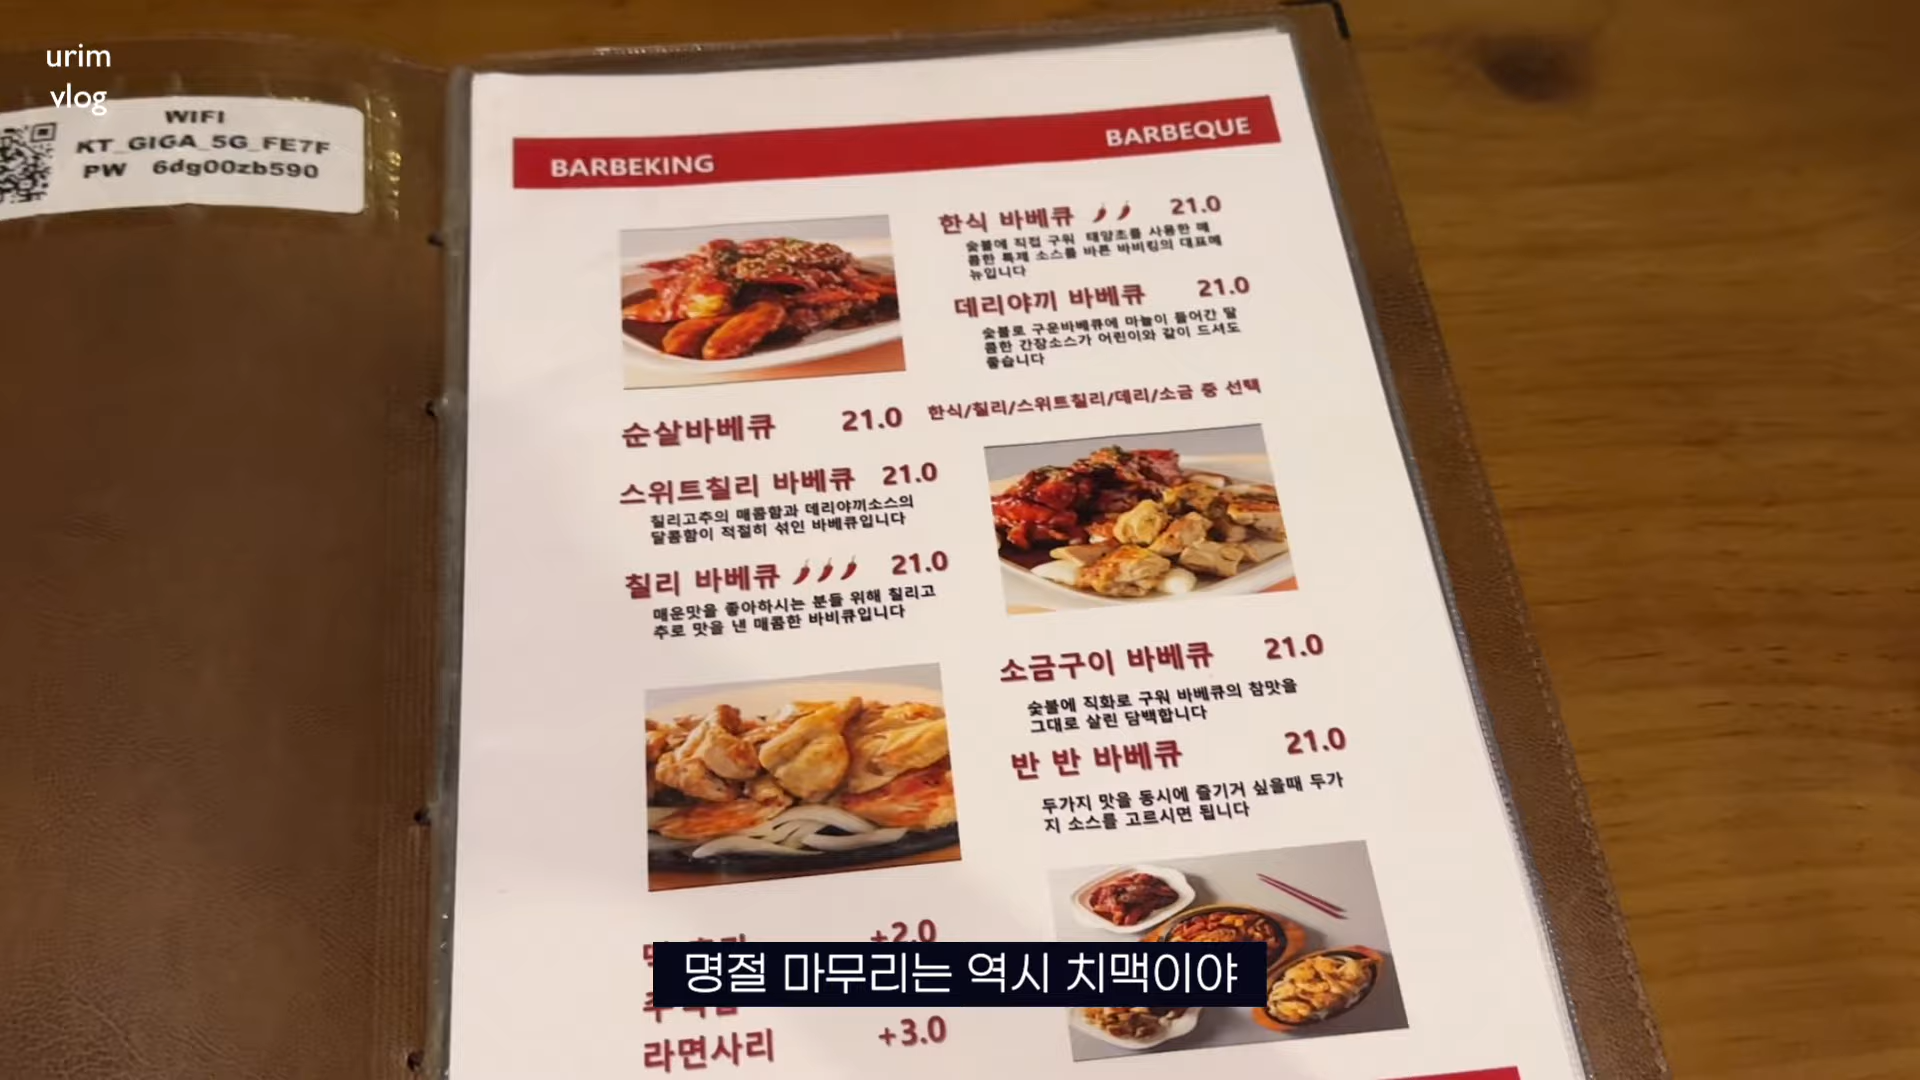 urim
vlog
WIFI
KT_GIGA_5G_FE7F
PW 6dg00zb590
BARBEKING
BARBEQUE
한식 바베큐 21.0
숯불에 직접 구워 태양초를 사용한 매
콤한 특제 소스를 바른 바비킹의 대표메
뉴입니다
데리야끼 바베큐 21.0
숯불로 구운바베큐에 마늘이 들어간 달
콤한 간장소스가 어린이와 같이 드셔도
좋습니다
순살바베큐 21.0 한식/칠리/스위트칠리/데리/소금 중 선택
스위트칠리 바베큐 21.0
칠리고추의 매콤함과 데리야끼소스의
달콤함이 적절히 섞인 바베큐입니다
칠리 바베큐 21.0
매운맛을 좋아하시는 분들 위해 칠리고
추로 맛을 낸 매콤한 바비큐입니다
소금구이 바베큐 21.0
숯불에 직화로 구워 바베큐의 참맛을
그대로 살린 담백합니다
반 반 바베큐 21.0
두가지 맛을 동시에 즐기거 싶을때 두가
지 소스를 고르시면 됩니다
+2.0
명절 마무리는 역시 치맥이야
라면사리 +3.0